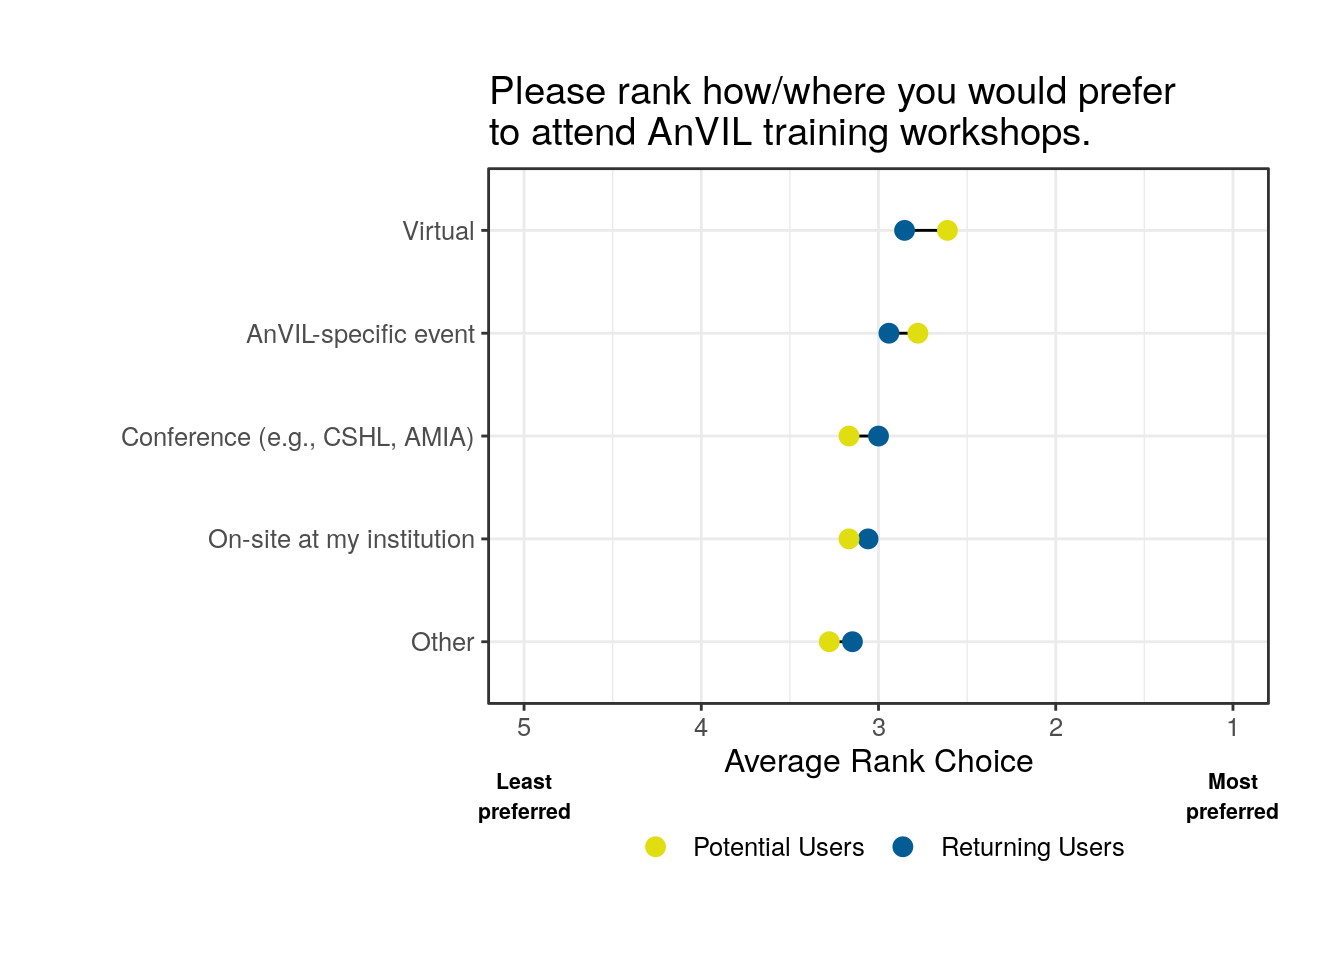 Please rank how/where you would prefer
to attend AnVIL training workshops.
Virtual
AnVIL-specific event
Conference (e.g., CSHL, AMIA)
On-site at my institution
Other
5 4 3 2 1
Average Rank Choice
Least
preferred
Most
preferred
Potential Users Returning Users